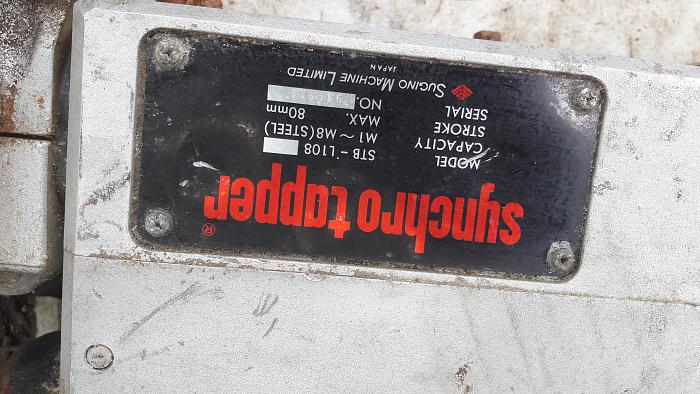 synchro tapper®
MODEL STB-L108
CAPACITY M1~M8(STEEL)
STROKE MAX. 80mm
SERIAL NO.
SUGINO MACHINE LIMITED
JAPAN